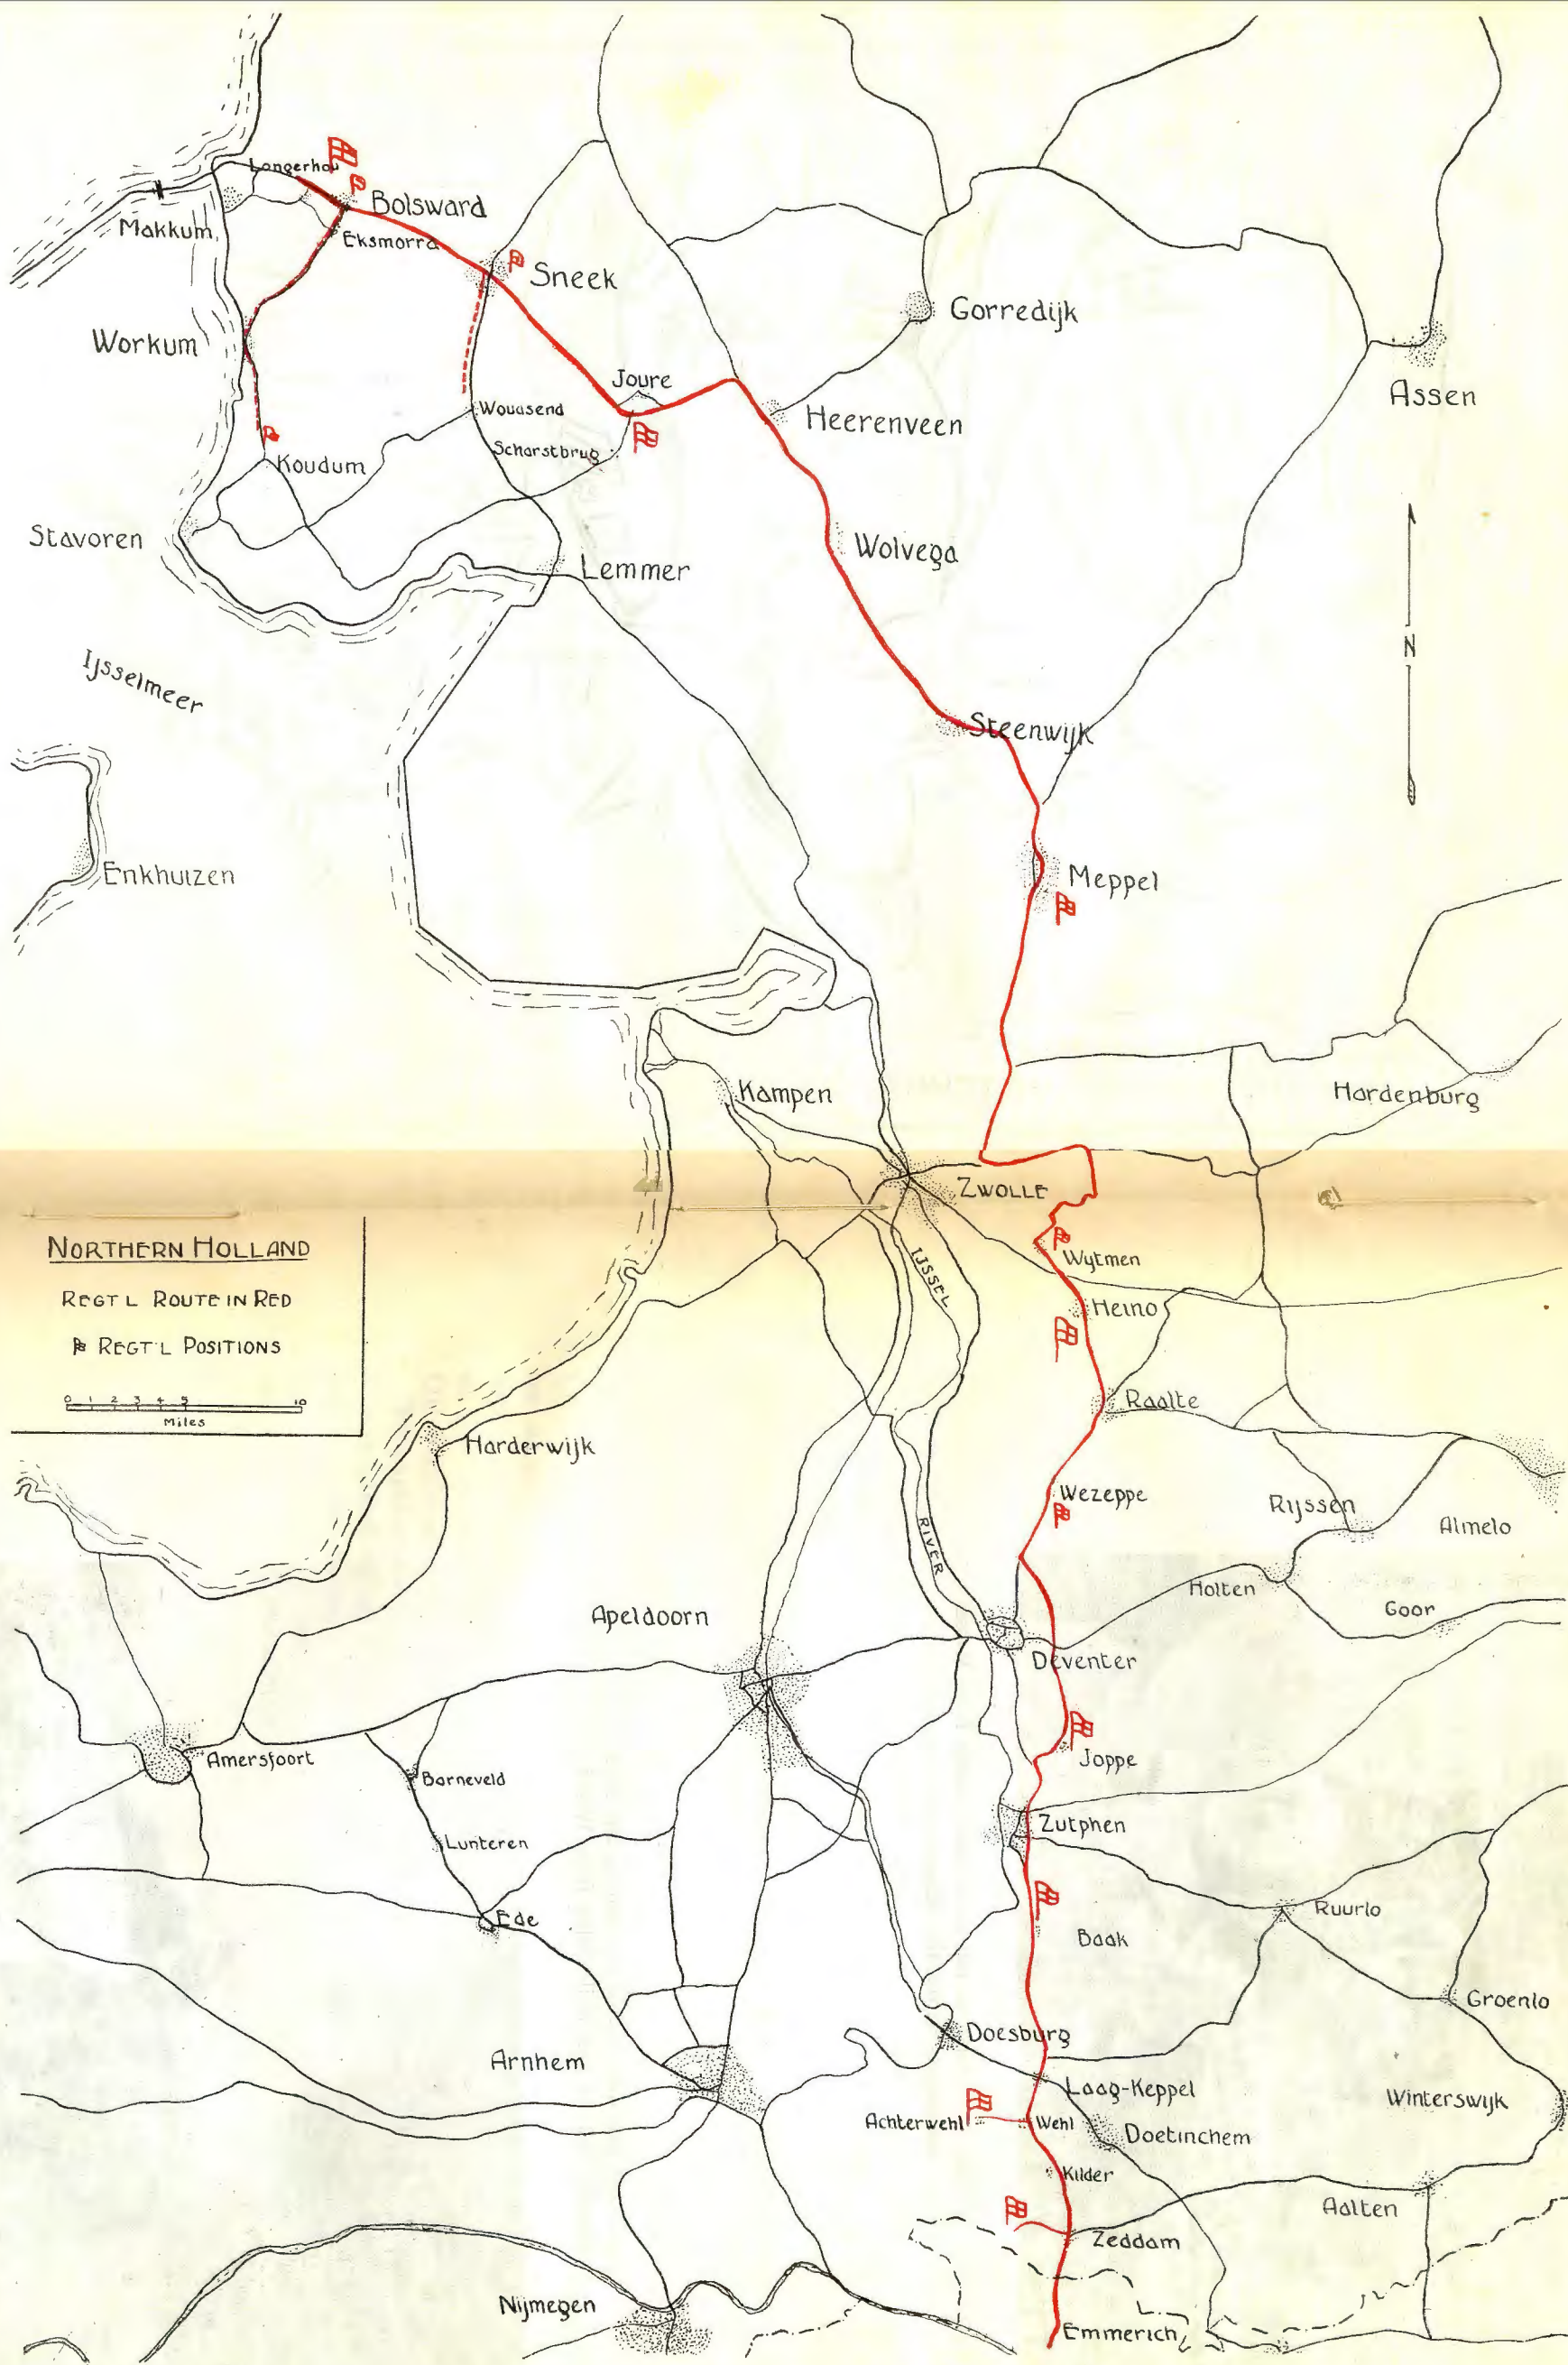 Longerhou
Bolsward
Makkum
Eksmorra
Sneek
Gorredijk
Workum
Joure
Assen
Wouasend
Heerenveen
Scharstbrug
Koudum
Stavoren
Wolvega
Lemmer
N
Ijsselmeer
Steenwijk
Enkhuizen
Meppel
Kampen
Hardenburg
ZWOLLE
NORTHERN HOLLAND
REGT L ROUTE IN RED
REGT'L POSITIONS
0 1 2 3 4 5 10
Miles
Wytmen
IJSSEL
Heino
Raalte
Harderwijk
Wezeppe
Rijssen
Almelo
RIVER
Holten
Goor
Apeldoorn
Deventer
Amersfoort
Joppe
Barneveld
Zutphen
Lunteren
Ruurlo
Ede
Baak
Groenlo
Doesburg
Arnhem
Laag-Keppel
Winterswijk
Achterwehl
Wehl
Doetinchem
Kilder
Aalten
Zeddam
Nijmegen
Emmerich